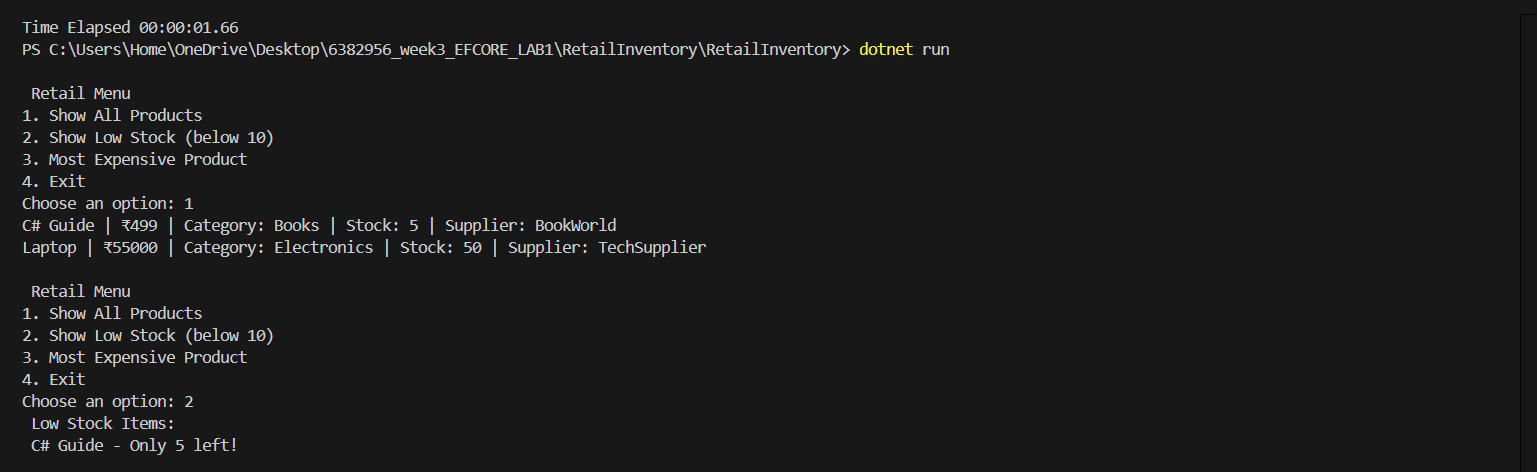 Time Elapsed 00:00:01.66
PS C:\Users\Home\OneDrive\Desktop\6382956_week3_EFCORE_LAB1\RetailInventory\RetailInventory> dotnet run
Retail Menu
1. Show All Products
2. Show Low Stock (below 10)
3. Most Expensive Product
4. Exit
Choose an option: 1
C# Guide | ₹499 | Category: Books | Stock: 5 | Supplier: BookWorld
Laptop | ₹55000 | Category: Electronics | Stock: 50 | Supplier: TechSupplier
Retail Menu
1. Show All Products
2. Show Low Stock (below 10)
3. Most Expensive Product
4. Exit
Choose an option: 2
Low Stock Items:
C# Guide - Only 5 left!